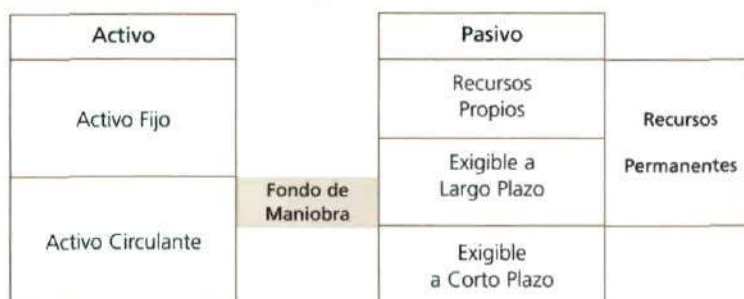 Activo
Activo Fijo
Activo Circulante
Fondo de
Maniobra
Pasivo
Recursos
Propios
Exigible a
Largo Plazo
Exigible
a Corto Plazo
Recursos
Permanentes